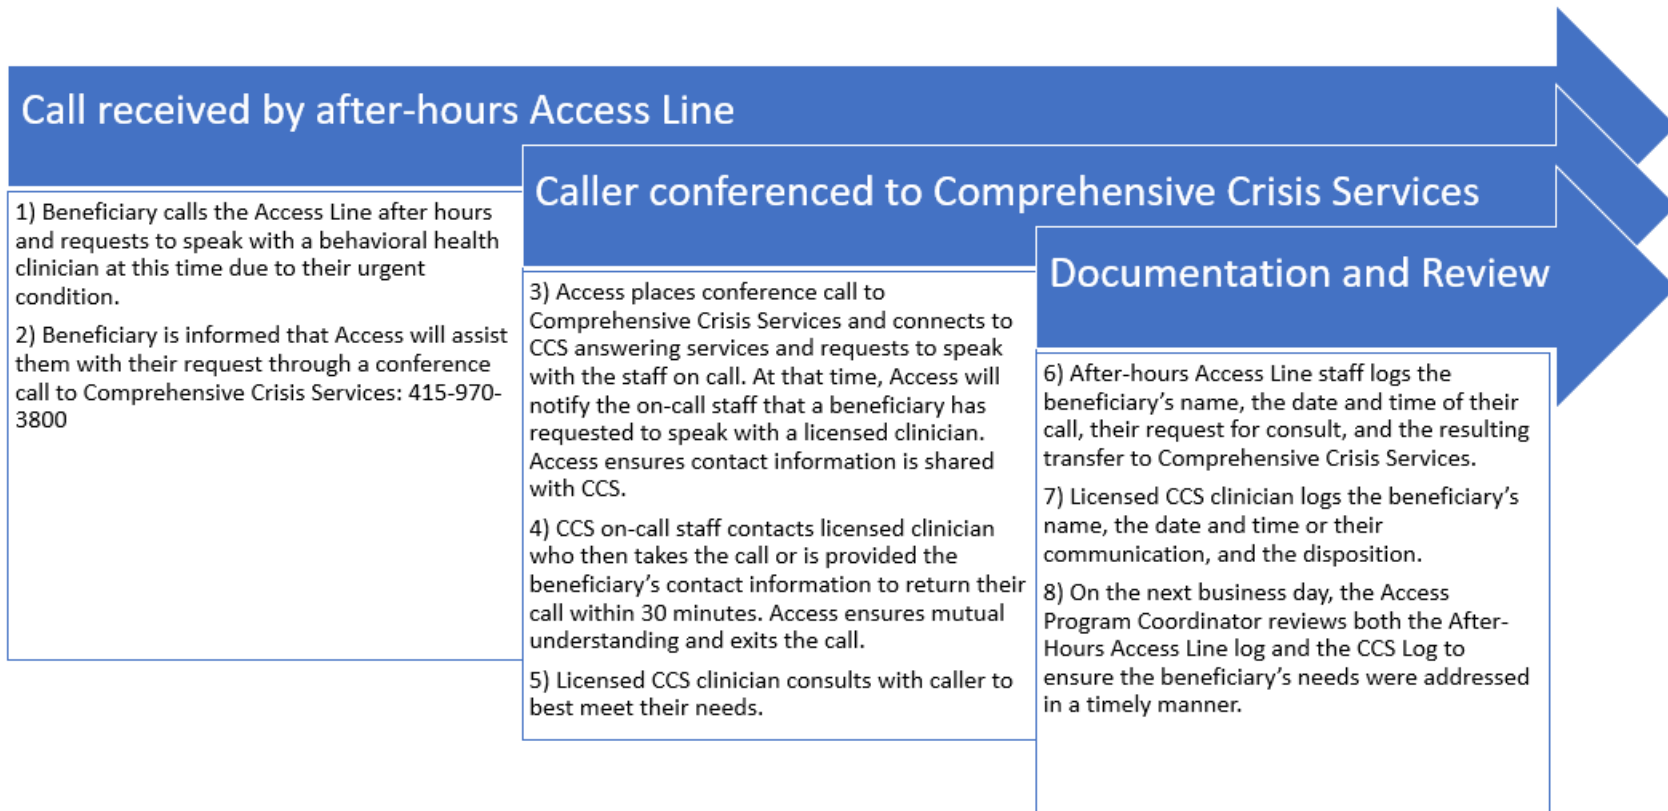 Call received by after-hours Access Line
1) Beneficiary calls the Access Line after hours
and requests to speak with a behavioral health
clinician at this time due to their urgent
condition.
2) Beneficiary is informed that Access will assist
them with their request through a conference
call to Comprehensive Crisis Services: 415-970-
3800
Caller conferenced to Comprehensive Crisis Services
3) Access places conference call to
Comprehensive Crisis Services and connects to
CCS answering services and requests to speak
with the staff on call. At that time, Access will
notify the on-call staff that a beneficiary has
requested to speak with a licensed clinician.
Access ensures contact information is shared
with CCS.
4) CCS on-call staff contacts licensed clinician
who then takes the call or is provided the
beneficiary’s contact information to return their
call within 30 minutes. Access ensures mutual
understanding and exits the call.
5) Licensed CCS clinician consults with caller to
best meet their needs.
Documentation and Review
6) After-hours Access Line staff logs the
beneficiary’s name, the date and time of their
call, their request for consult, and the resulting
transfer to Comprehensive Crisis Services.
7) Licensed CCS clinician logs the beneficiary’s
name, the date and time or their
communication, and the disposition.
8) On the next business day, the Access
Program Coordinator reviews both the After-
Hours Access Line log and the CCS Log to
ensure the beneficiary’s needs were addressed
in a timely manner.